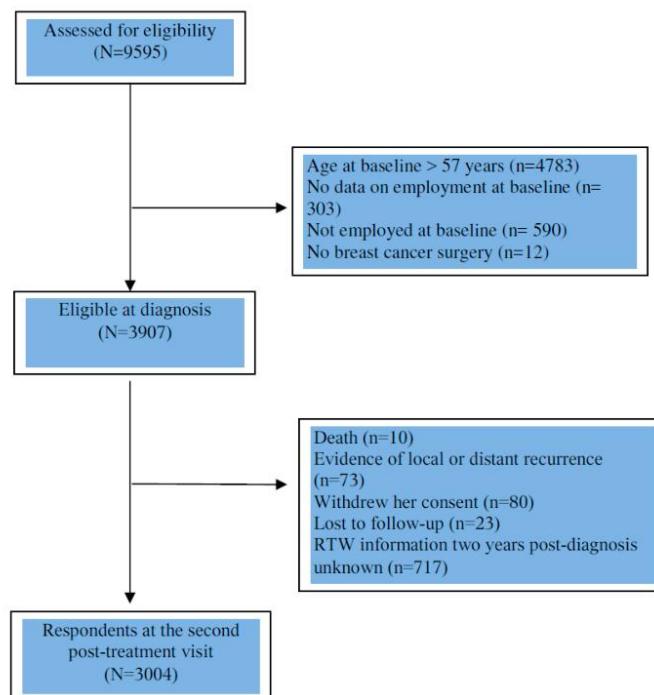 Assessed for eligibility
(N=9595)
Age at baseline > 57 years (n=4783)
No data on employment at baseline (n=
303)
Not employed at baseline (n= 590)
No breast cancer surgery (n=12)
Eligible at diagnosis
(N=3907)
Death (n=10)
Evidence of local or distant recurrence
(n=73)
Withdrew her consent (n=80)
Lost to follow-up (n=23)
RTW information two years post-diagnosis
unknown (n=717)
Respondents at the second
post-treatment visit
(N=3004)